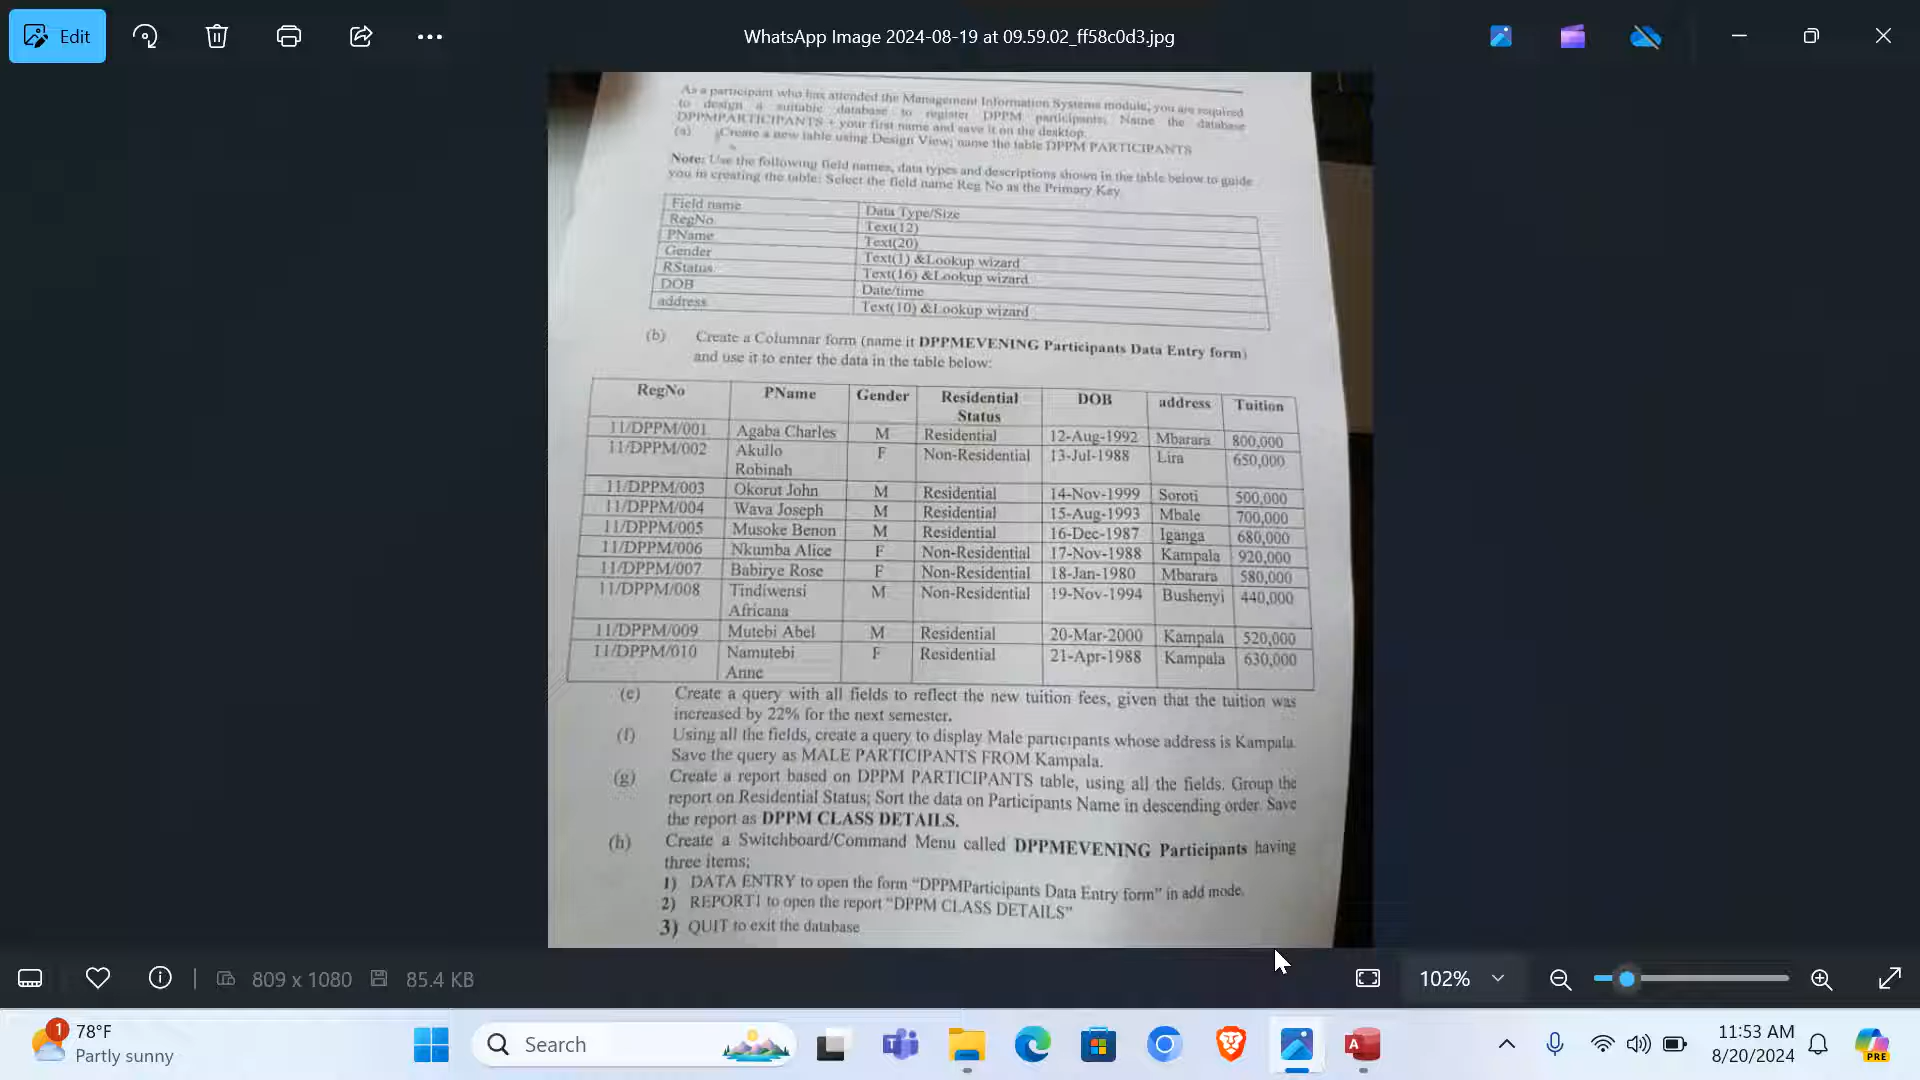 Edit
WhatsApp Image 2024-08-19 at 09.59.02_ff58c0d3.jpg
As a participant who has attended the Management Information Systems module, you are required
to design a suitable database to register DPPM participants. Name the database
DPPMPARTICIPANTS + your first name and save it on the desktop.
(a) Create a new table using Design View; name the table DPPM PARTICIPANTS
Note: Use the following field names, data types and descriptions shown in the table below to guide
you in creating the table: Select the field name Reg No as the Primary Key.
Field name Data Type/Size
RegNo Text(12)
PName Text(20)
Gender Text(1) &Lookup wizard
RStatus Text(16) &Lookup wizard
DOB Date/time
address Text(10) &Lookup wizard
(b) Create a Columnar form (name it DPPMEVENING Participants Data Entry form)
and use it to enter the data in the table below:
RegNo PName Gender Residential Status DOB address Tuition
11/DPPM/001 Agaba Charles M Residential 12-Aug-1992 Mbarara 800,000
11/DPPM/002 Akullo Robinah F Non-Residential 13-Jul-1988 Lira 650,000
11/DPPM/003 Okorut John M Residential 14-Nov-1999 Soroti 500,000
11/DPPM/004 Wava Joseph M Residential 15-Aug-1993 Mbale 700,000
11/DPPM/005 Musoke Benon M Residential 16-Dec-1987 Iganga 680,000
11/DPPM/006 Nkumba Alice F Non-Residential 17-Nov-1988 Kampala 920,000
11/DPPM/007 Babirye Rose F Non-Residential 18-Jan-1980 Mbarara 580,000
11/DPPM/008 Tindiwensi Africana M Non-Residential 19-Nov-1994 Bushenyi 440,000
11/DPPM/009 Mutebi Abel M Residential 20-Mar-2000 Kampala 520,000
11/DPPM/010 Namutebi Anne F Residential 21-Apr-1988 Kampala 630,000
(e) Create a query with all fields to reflect the new tuition fees, given that the tuition was
increased by 22% for the next semester.
(f) Using all the fields, create a query to display Male participants whose address is Kampala.
Save the query as MALE PARTICIPANTS FROM Kampala.
(g) Create a report based on DPPM PARTICIPANTS table, using all the fields. Group the
report on Residential Status; Sort the data on Participants Name in descending order. Save
the report as DPPM CLASS DETAILS.
(h) Create a Switchboard/Command Menu called DPPMEVENING Participants having
three items;
1) DATA ENTRY to open the form “DPPMParticipants Data Entry form” in add mode.
2) REPORT1 to open the report “DPPM CLASS DETAILS”
3) QUIT to exit the database
809 x 1080 85.4 KB 102%
1 78°F
Partly sunny
Search
11:53 AM
8/20/2024
PRE